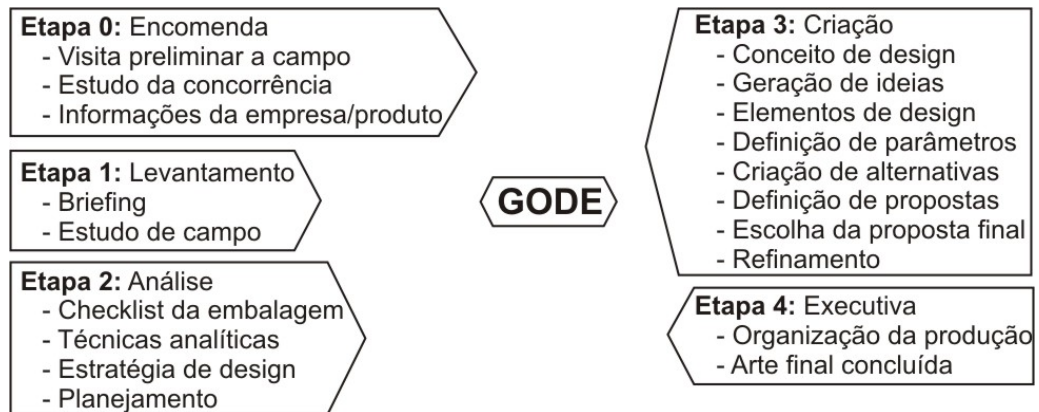 Etapa 0: Encomenda
- Visita preliminar a campo
- Estudo da concorrência
- Informações da empresa/produto
Etapa 1: Levantamento
- Briefing
- Estudo de campo
Etapa 2: Análise
- Checklist da embalagem
- Técnicas analíticas
- Estratégia de design
- Planejamento
GODE
Etapa 3: Criação
- Conceito de design
- Geração de ideias
- Elementos de design
- Definição de parâmetros
- Criação de alternativas
- Definição de propostas
- Escolha da proposta final
- Refinamento
Etapa 4: Executiva
- Organização da produção
- Arte final concluída